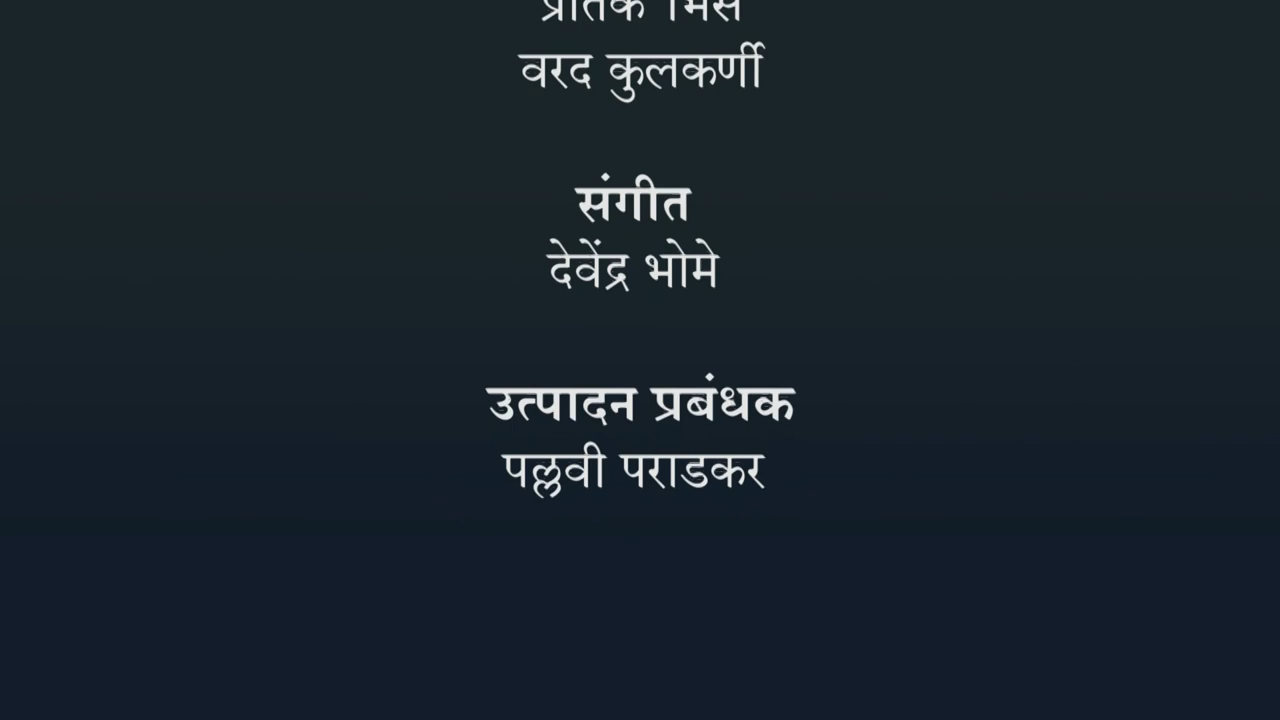 वरद कुलकर्णी
संगीत
देवेंद्र भोमे
उत्पादन प्रबंधक
पल्लवी पराडकर